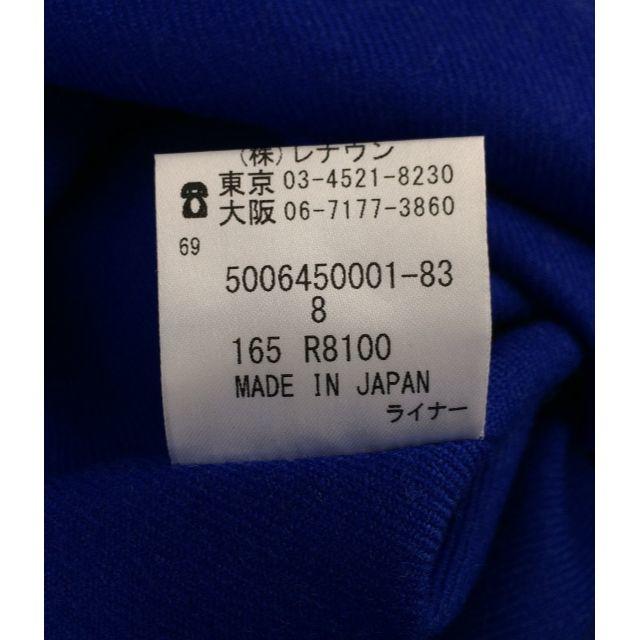 (株)レナウン
東京 03-4521-8230
大阪 06-7177-3860
69
5006450001-83
8
165 R8100
MADE IN JAPAN
ライナー